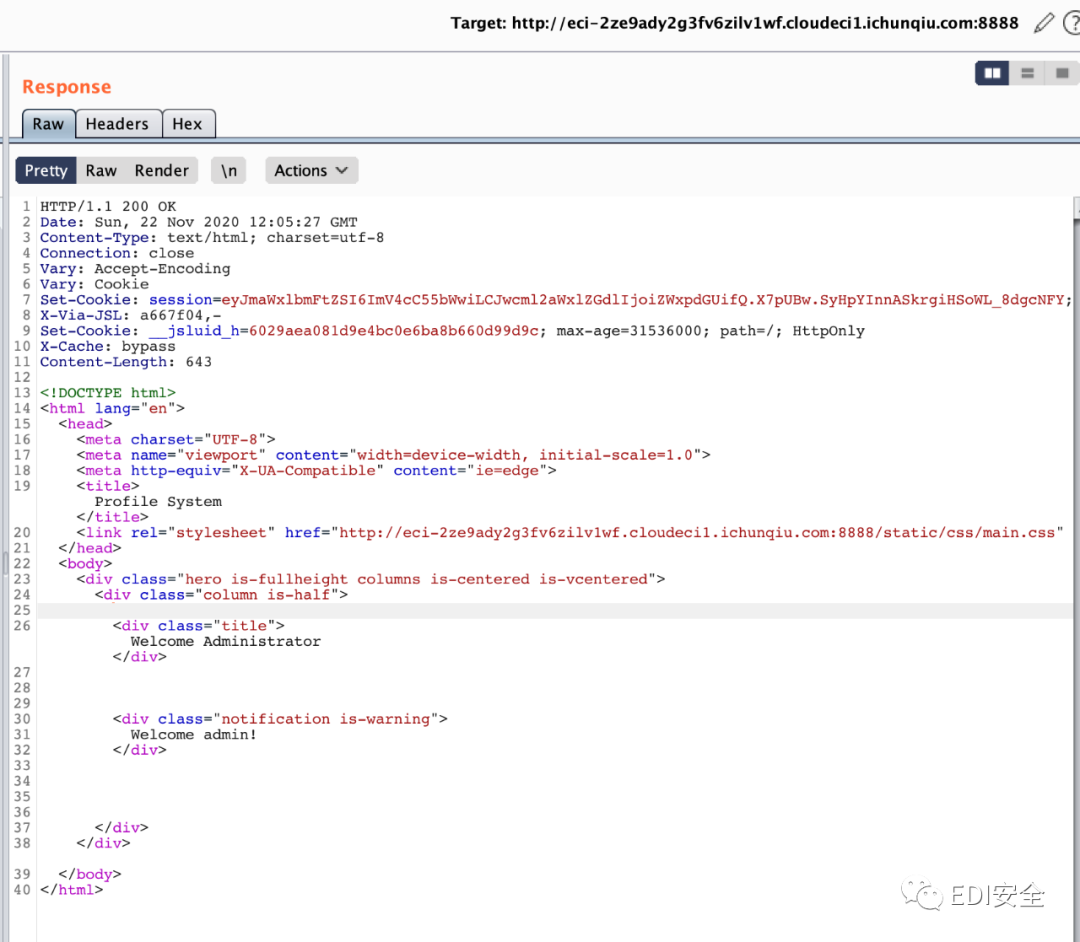 Target: http://eci-2ze9ady2g3fv6zilv1wf.cloudeci1.ichunqiu.com:8888
Response
Raw Headers Hex
Pretty Raw Render \n Actions
1 HTTP/1.1 200 OK
2 Date: Sun, 22 Nov 2020 12:05:27 GMT
3 Content-Type: text/html; charset=utf-8
4 Connection: close
5 Vary: Accept-Encoding
6 Vary: Cookie
7 Set-Cookie: session=eyJmaWxlbmFtZSI6ImV4cC55bWwiLCJwcml2aWxlZGdlIjoiZWxpdGUifQ.X7pUBw.SyHpYInnASkrgiHSoWL_8dgcNFY;
8 X-Via-JSL: a667f04,-
9 Set-Cookie: __jsluid_h=6029aea081d9e4bc0e6ba8b660d99d9c; max-age=31536000; path=/; HttpOnly
10 X-Cache: bypass
11 Content-Length: 643
12
13 <!DOCTYPE html>
14 <html lang="en">
15 <head>
16 <meta charset="UTF-8">
17 <meta name="viewport" content="width=device-width, initial-scale=1.0">
18 <meta http-equiv="X-UA-Compatible" content="ie=edge">
19 <title>
Profile System
</title>
20 <link rel="stylesheet" href="http://eci-2ze9ady2g3fv6zilv1wf.cloudeci1.ichunqiu.com:8888/static/css/main.css"
21 </head>
22 <body>
23 <div class="hero is-fullheight columns is-centered is-vcentered">
24 <div class="column is-half">
25
26 <div class="title">
Welcome Administrator
</div>
27
28
29
30 <div class="notification is-warning">
31 Welcome admin!
32 </div>
33
34
35
36
37 </div>
38 </div>
39 </body>
40 </html>
EDI安全